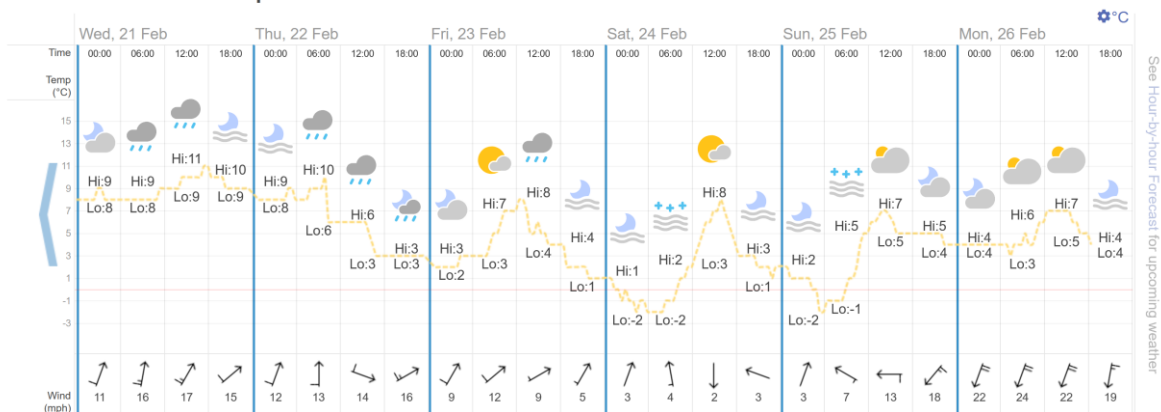 °C
Wed, 21 Feb Thu, 22 Feb Fri, 23 Feb Sat, 24 Feb Sun, 25 Feb Mon, 26 Feb
Time 00:00 06:00 12:00 18:00 00:00 06:00 12:00 18:00 00:00 06:00 12:00 18:00 00:00 06:00 12:00 18:00 00:00 06:00 12:00 18:00 00:00 06:00 12:00 18:00
Temp
(°C)
15
13
11
9
7
5
3
1
-1
-3
Hi:9 Hi:9 Hi:11 Hi:10 Hi:9 Hi:10 Hi:6 Hi:3 Hi:3 Hi:7 Hi:8 Hi:4 Hi:1 Hi:2 Hi:8 Hi:3 Hi:2 Hi:5 Hi:7 Hi:5 Hi:4 Hi:6 Hi:7 Hi:4
Lo:8 Lo:8 Lo:9 Lo:9 Lo:8 Lo:6 Lo:3 Lo:3 Lo:2 Lo:3 Lo:4 Lo:1 Lo:-2 Lo:-2 Lo:3 Lo:1 Lo:-2 Lo:-1 Lo:5 Lo:4 Lo:4 Lo:3 Lo:5 Lo:4
Wind
(mph)
11 16 17 15 12 13 14 16 9 12 9 5 3 4 2 3 3 7 13 18 22 24 22 19
See Hour-by-hour Forecast for upcoming weather